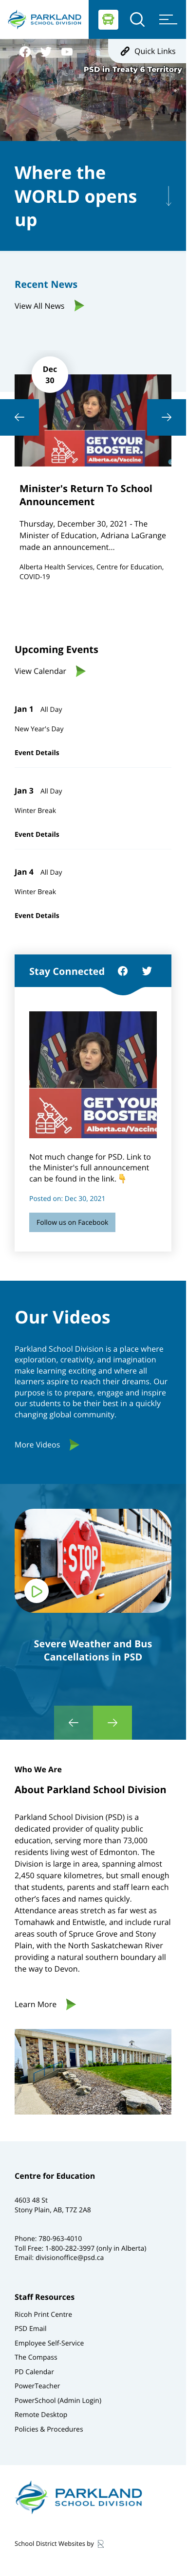 PARKLAND
SCHOOL DIVISION
Quick Links
PSD in Treaty 6 Territory
Where the
WORLD opens
up
Recent News
View All News
Dec
30
GET YOUR
BOOSTER.
Alberta.ca/Vaccine
Minister's Return To School
Announcement
Thursday, December 30, 2021 - The
Minister of Education, Adriana LaGrange
made an announcement...
Alberta Health Services, Centre for Education,
COVID-19
Upcoming Events
View Calendar
Jan 1 All Day
New Year's Day
Event Details
Jan 3 All Day
Winter Break
Event Details
Jan 4 All Day
Winter Break
Event Details
Stay Connected
GET YOU
BOOSTE
Alberta.ca/Vaccin
Not much change for PSD. Link to
the Minister's full announcement
can be found in the link. 👇
Posted on: Dec 30, 2021
Follow us on Facebook
Our Videos
Parkland School Division is a place where
exploration, creativity, and imagination
make learning exciting and where all
learners aspire to reach their dreams. Our
purpose is to prepare, engage and inspire
our students to be their best in a quickly
changing global community.
More Videos
STOP
Severe Weather and Bus
Cancellations in PSD
Who We Are
About Parkland School Division
Parkland School Division (PSD) is a
dedicated provider of quality public
education, serving more than 73,000
residents living west of Edmonton. The
Division is large in area, spanning almost
2,450 square kilometres, but small enough
that students, parents and staff learn each
other's faces and names quickly.
Attendance areas stretch as far west as
Tomahawk and Entwistle, and include rural
areas south of Spruce Grove and Stony
Plain, with the North Saskatchewan River
providing a natural southern boundary all
the way to Devon.
Learn More
Centre for Education
4603 48 St
Stony Plain, AB, T7Z 2A8
Phone: 780-963-4010
Toll Free: 1-800-282-3997 (only in Alberta)
Email: divisionoffice@psd.ca
Staff Resources
Ricoh Print Centre
PSD Email
Employee Self-Service
The Compass
PD Calendar
PowerTeacher
PowerSchool (Admin Login)
Remote Desktop
Policies & Procedures
PARKLAND
SCHOOL DIVISION
School District Websites by